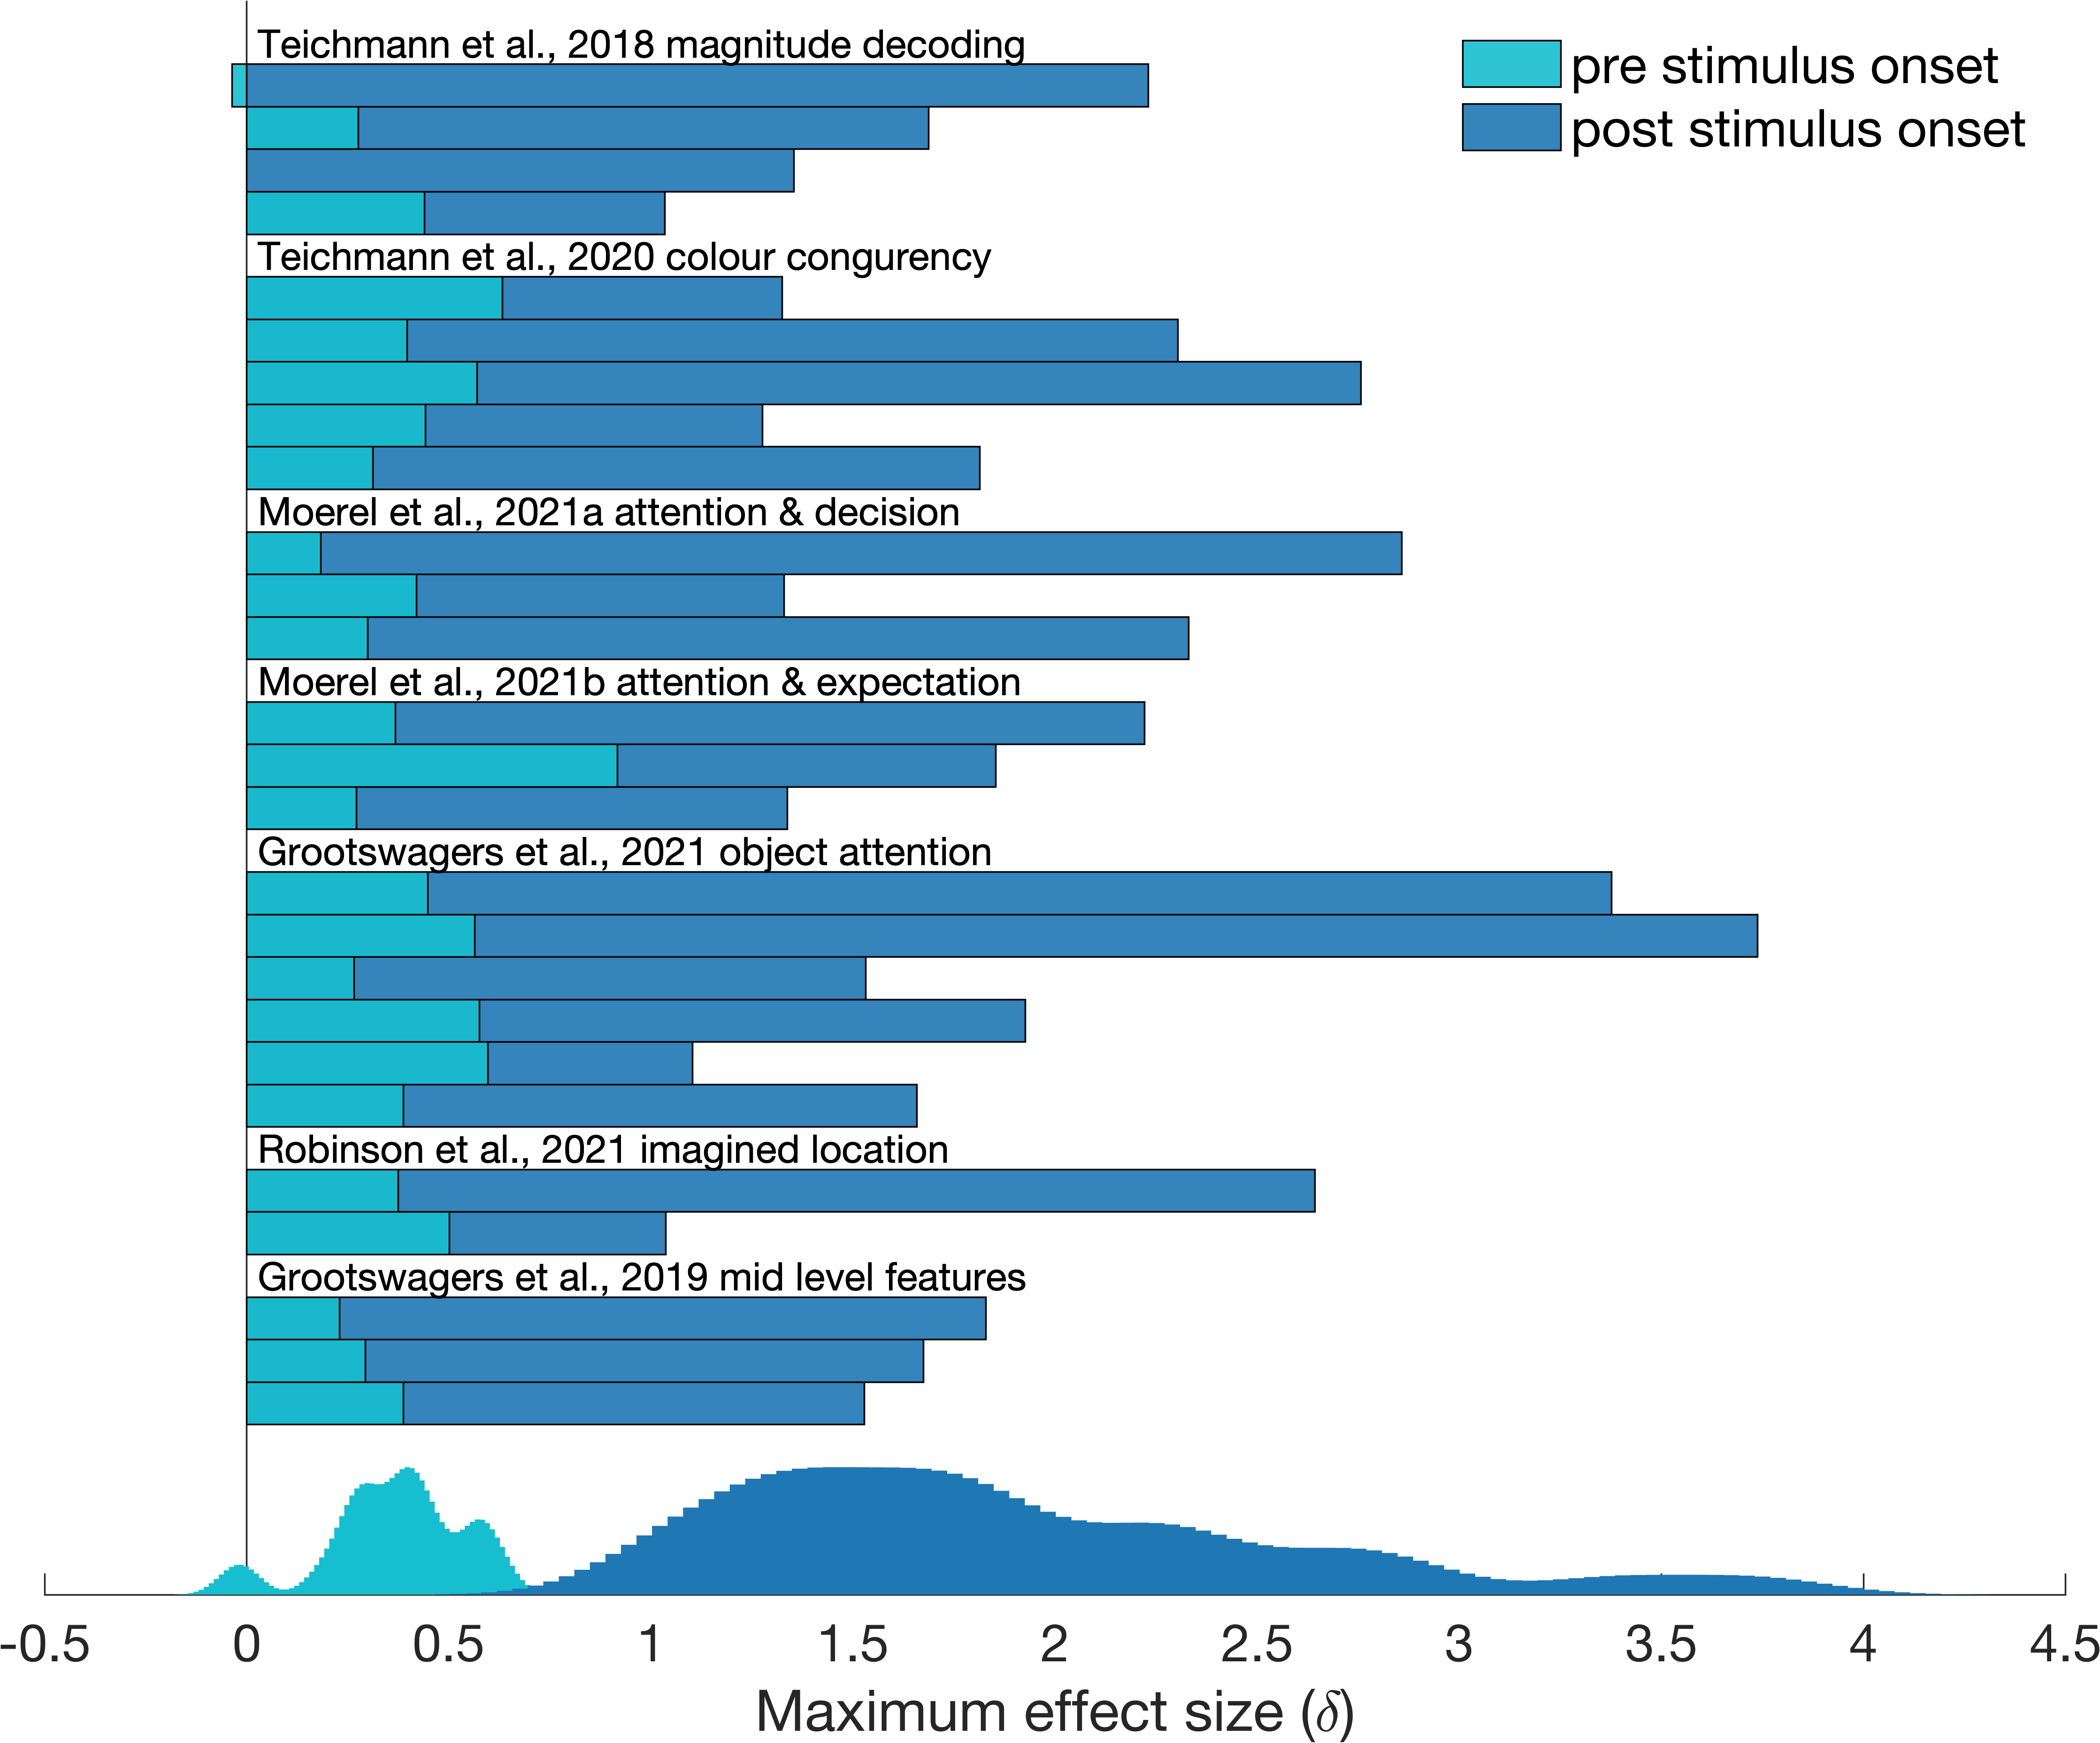 Teichmann et al., 2018 magnitude decoding
pre stimulus onset
post stimulus onset
Teichmann et al., 2020 colour congurency
Moerel et al., 2021a attention & decision
Moerel et al., 2021b attention & expectation
Grootswagers et al., 2021 object attention
Robinson et al., 2021 imagined location
Grootswagers et al., 2019 mid level features
-0.5 0 0.5 1 1.5 2 2.5 3 3.5 4 4.5
Maximum effect size (δ)